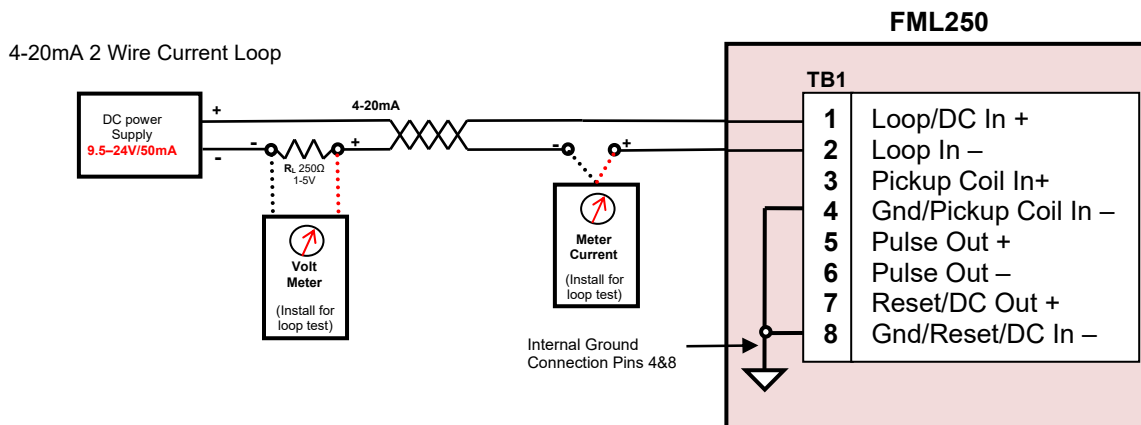 FML250
4-20mA 2 Wire Current Loop
TB1
DC power
Supply
9.5–24V/50mA
+
-
4-20mA
-
+
RL 250Ω
1-5V
-
+
Volt
Meter
(Install for
loop test)
Meter
Current
(Install for
loop test)
Internal Ground
Connection Pins 4&8
1 Loop/DC In +
2 Loop In –
3 Pickup Coil In+
4 Gnd/Pickup Coil In –
5 Pulse Out +
6 Pulse Out –
7 Reset/DC Out +
8 Gnd/Reset/DC In –